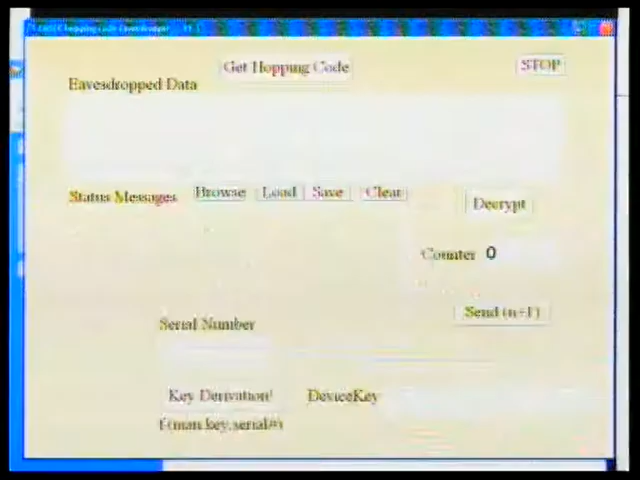 Get Hopping Code
STOP
Eavesdropped Data
Status Messages
Browse
Load
Save
Clear
Decrypt
Counter 0
Send (n+1)
Serial Number
Key Derivation!
DeviceKey
f(man.key,serial#)